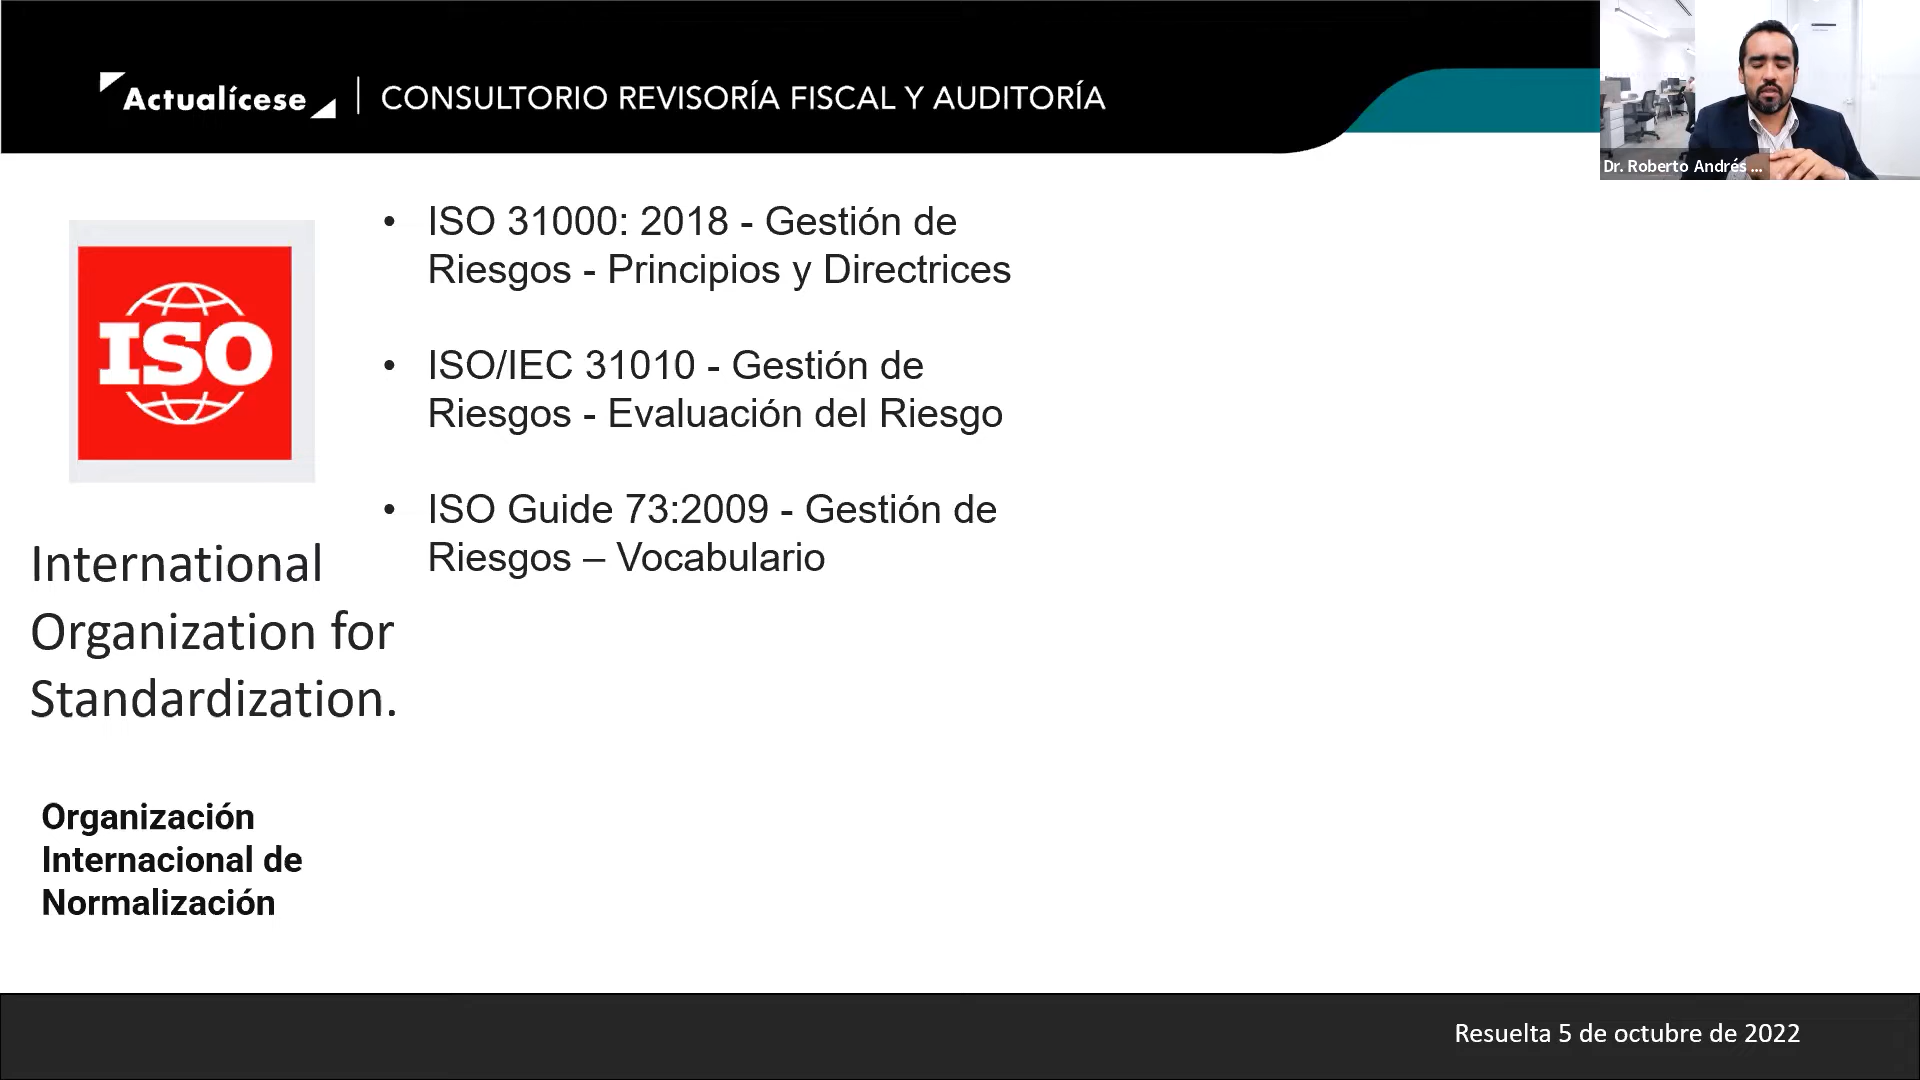 Actualícese | CONSULTORIO REVISORÍA FISCAL Y AUDITORÍA
Dr. Roberto Andrés ...
ISO
• ISO 31000: 2018 - Gestión de
Riesgos - Principios y Directrices
• ISO/IEC 31010 - Gestión de
Riesgos - Evaluación del Riesgo
• ISO Guide 73:2009 - Gestión de
Riesgos – Vocabulario
International
Organization for
Standardization.
Organización
Internacional de
Normalización
Resuelta 5 de octubre de 2022